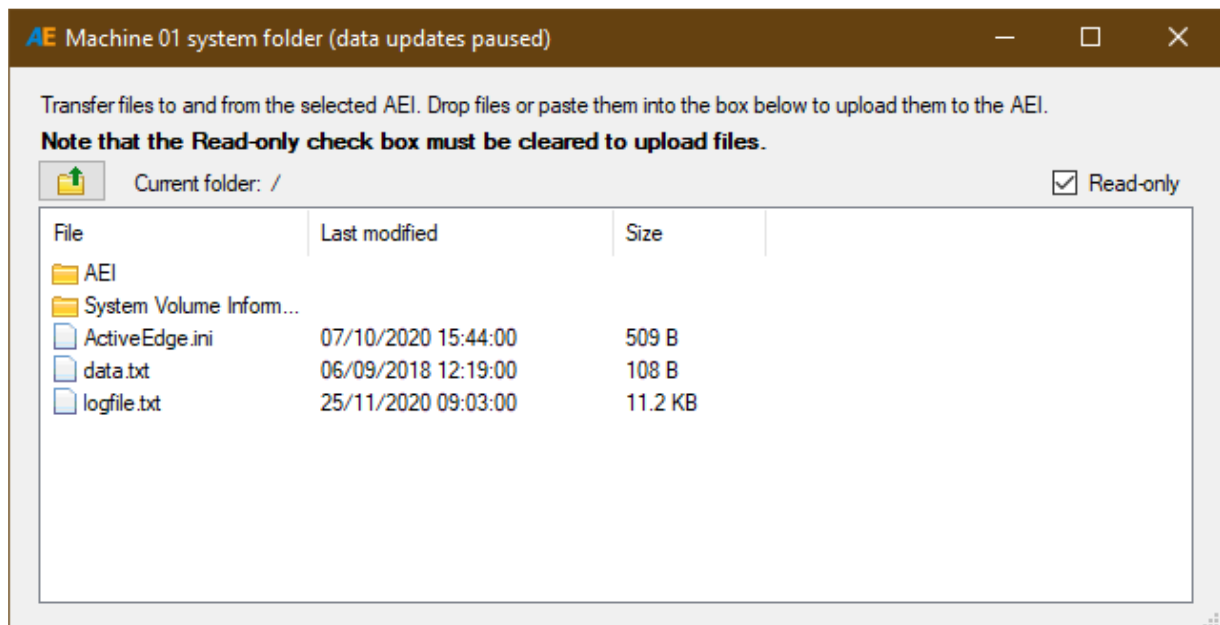 AE Machine 01 system folder (data updates paused)
Transfer files to and from the selected AEI. Drop files or paste them into the box below to upload them to the AEI.
Note that the Read-only check box must be cleared to upload files.
Current folder: / Read-only
File Last modified Size
AEI
System Volume Inform...
ActiveEdge.ini 07/10/2020 15:44:00 509 B
data.txt 06/09/2018 12:19:00 108 B
logfile.txt 25/11/2020 09:03:00 11.2 KB